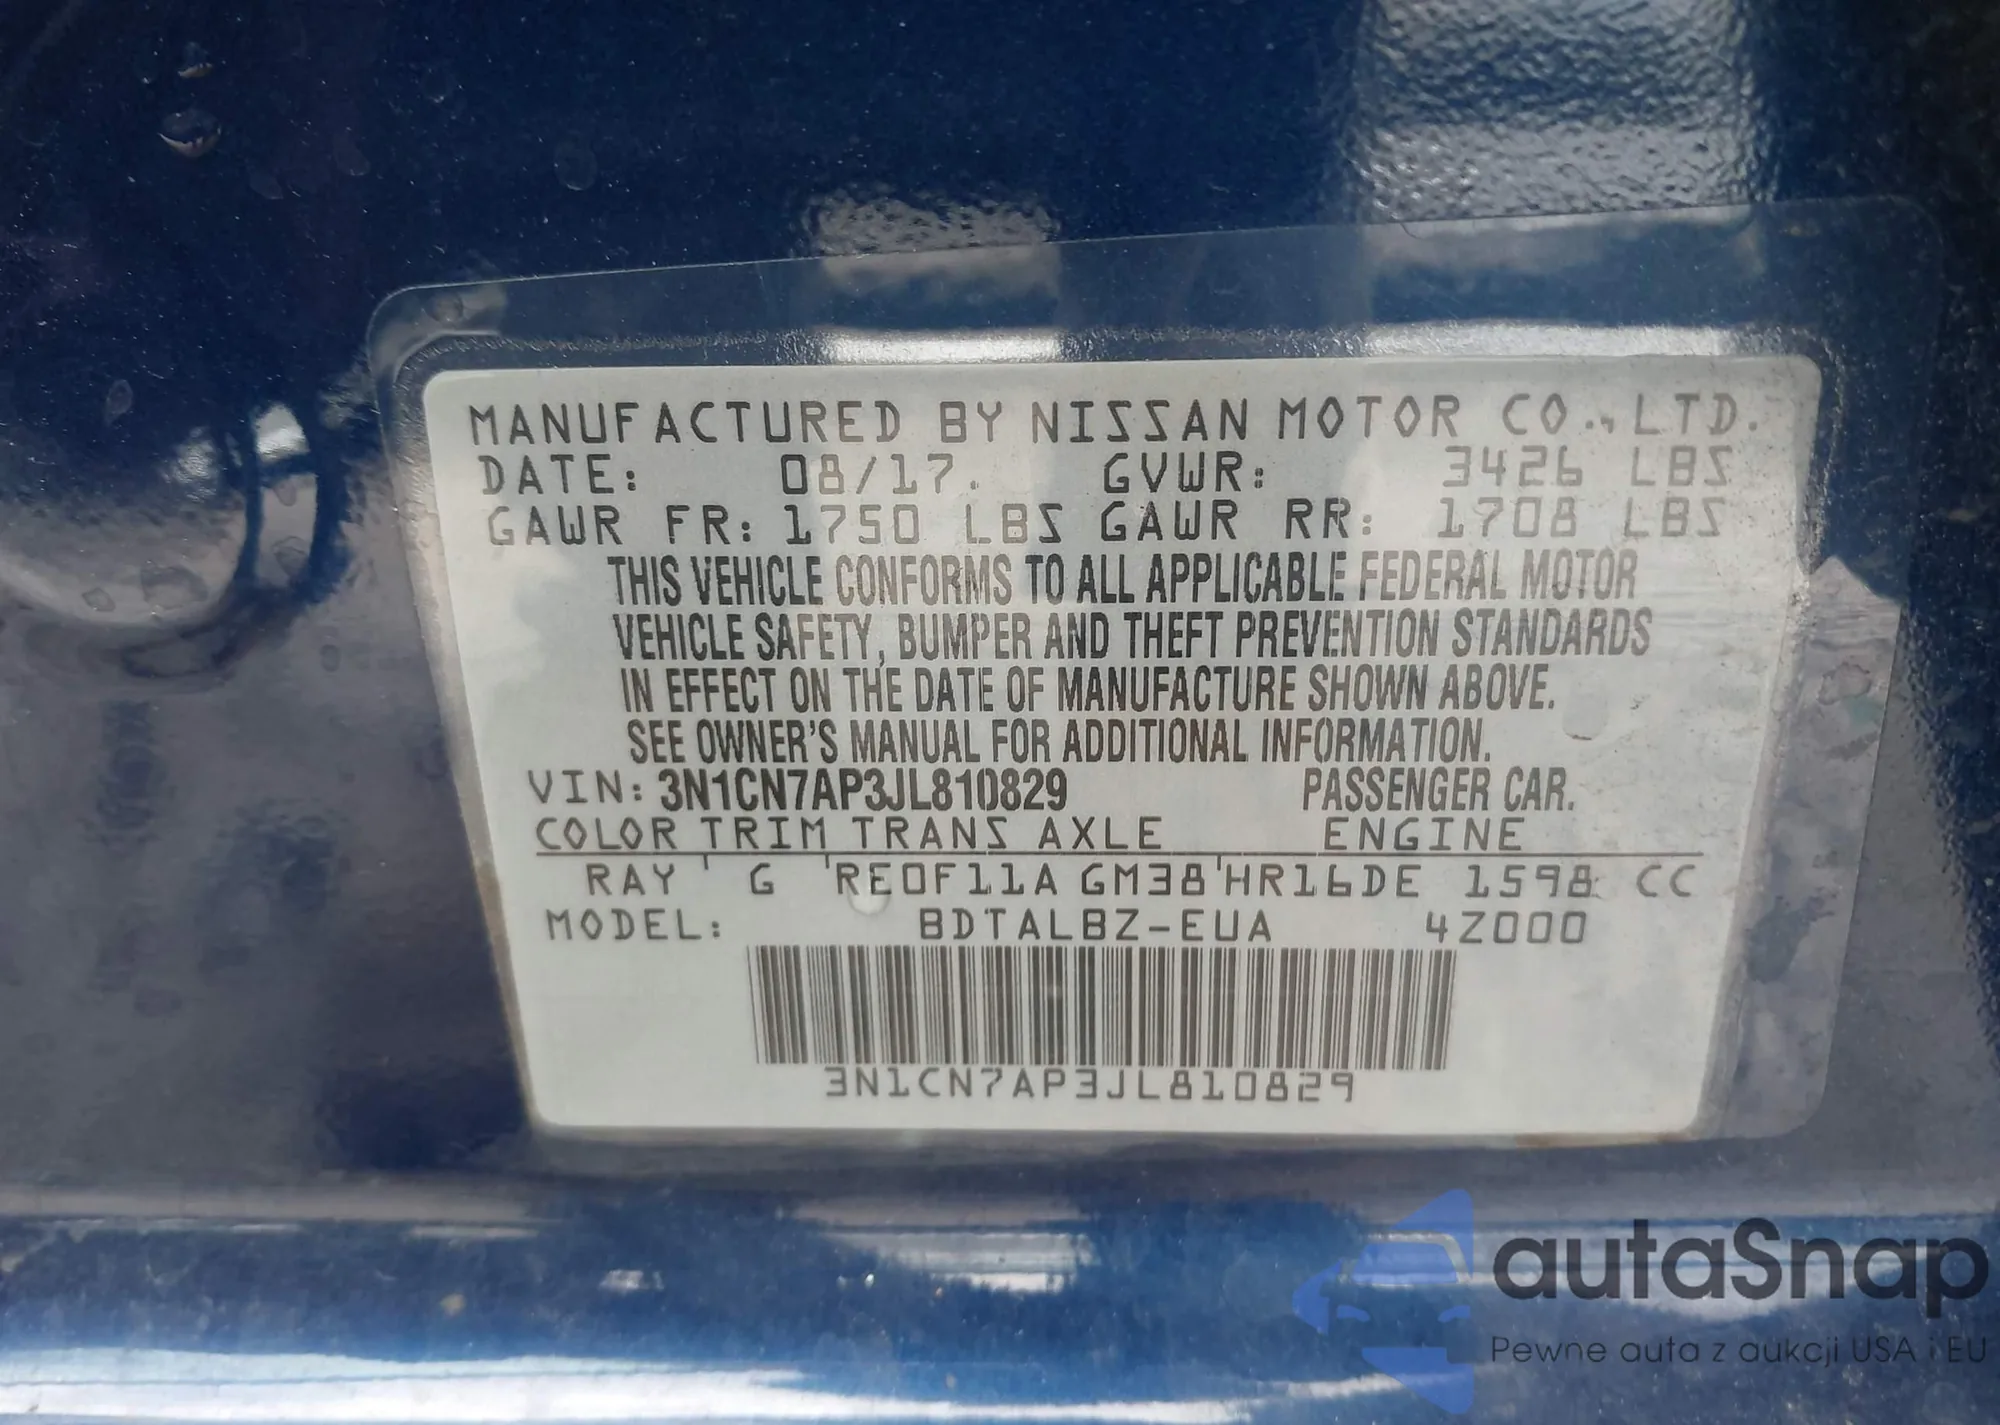 MANUFACTURED BY NISSAN MOTOR CO., LTD.
DATE: 08/17. GVWR: 3426 LBS
GAWR FR: 1750 LBS GAWR RR: 1708 LBS
THIS VEHICLE CONFORMS TO ALL APPLICABLE FEDERAL MOTOR
VEHICLE SAFETY, BUMPER AND THEFT PREVENTION STANDARDS
IN EFFECT ON THE DATE OF MANUFACTURE SHOWN ABOVE.
SEE OWNER'S MANUAL FOR ADDITIONAL INFORMATION.
VIN: 3N1CN7AP3JL810829 PASSENGER CAR.
COLOR TRIM TRANS AXLE ENGINE
RAY G RE0F11A GM38 HR16DE 1598 CC
MODEL: BDTALBZ-EUA 4Z000
3N1CN7AP3JL810829
autaSnap
Pewne auta z aukcji USA i EU